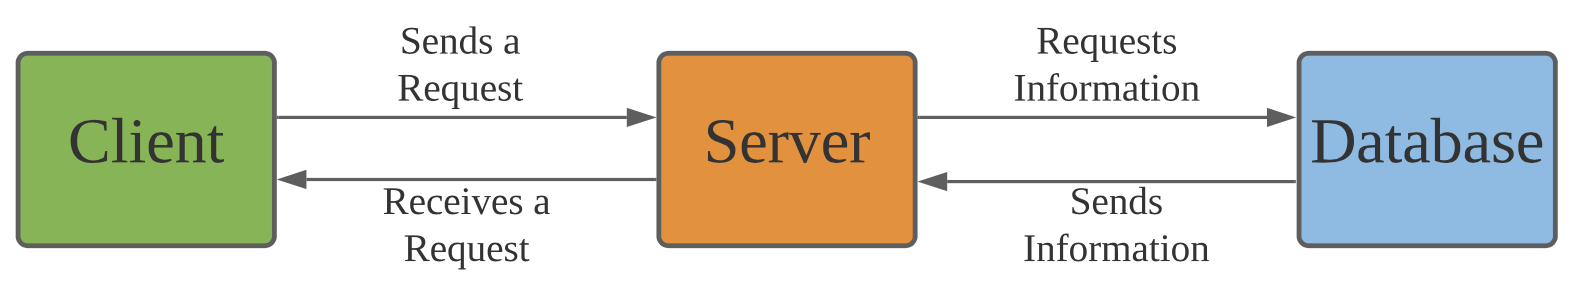 Sends a
Request
Requests
Information
Client
Server
Database
Receives a
Request
Sends
Information